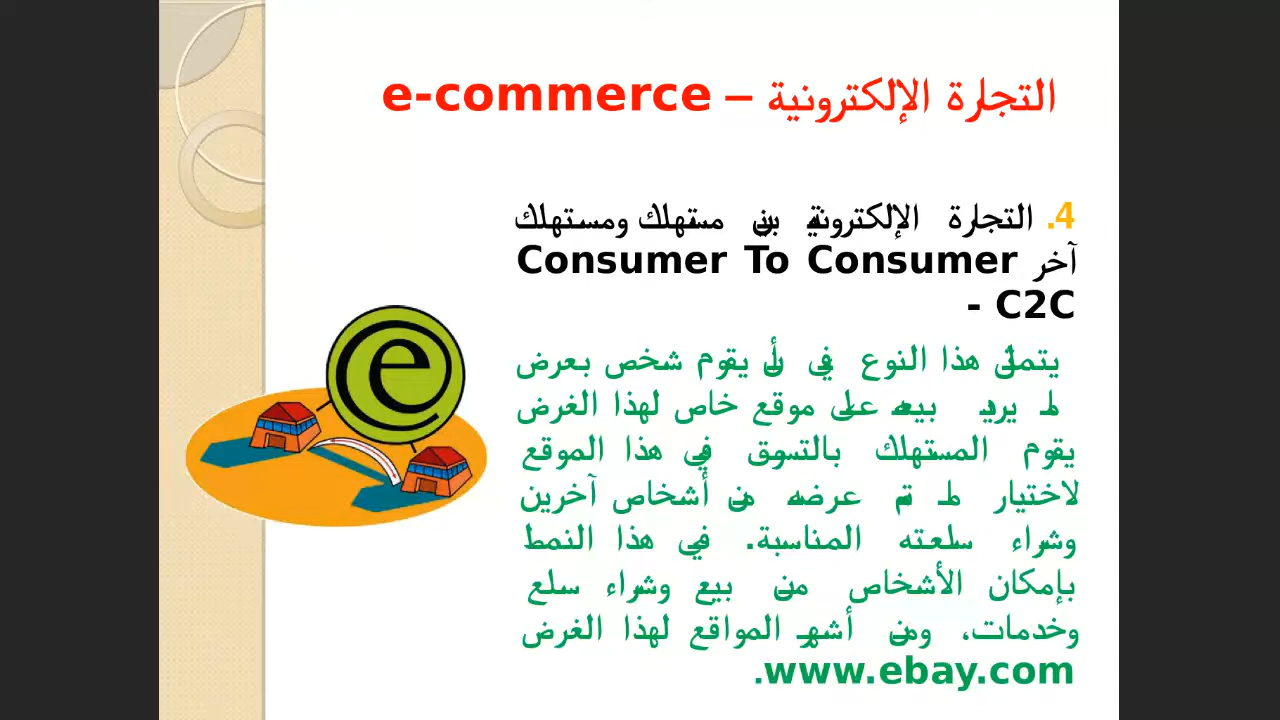 التجارة الإلكترونية – e-commerce
4. التجارة الإلكترونية بين مستهلك ومستهلك
آخر Consumer To Consumer
- C2C
يتمثل هذا النوع في أن يقوم شخص بعرض
ما يريد بيعه على موقع خاص لهذا الغرض
يقوم المستهلك بالتسوق في هذا الموقع
لاختيار ما تم عرضه من أشخاص آخرين
وشراء سلعته المناسبة. في هذا النمط
بإمكان الأشخاص من بيع وشراء سلع
وخدمات، ومن أشهر المواقع لهذا الغرض
www.ebay.com.
e